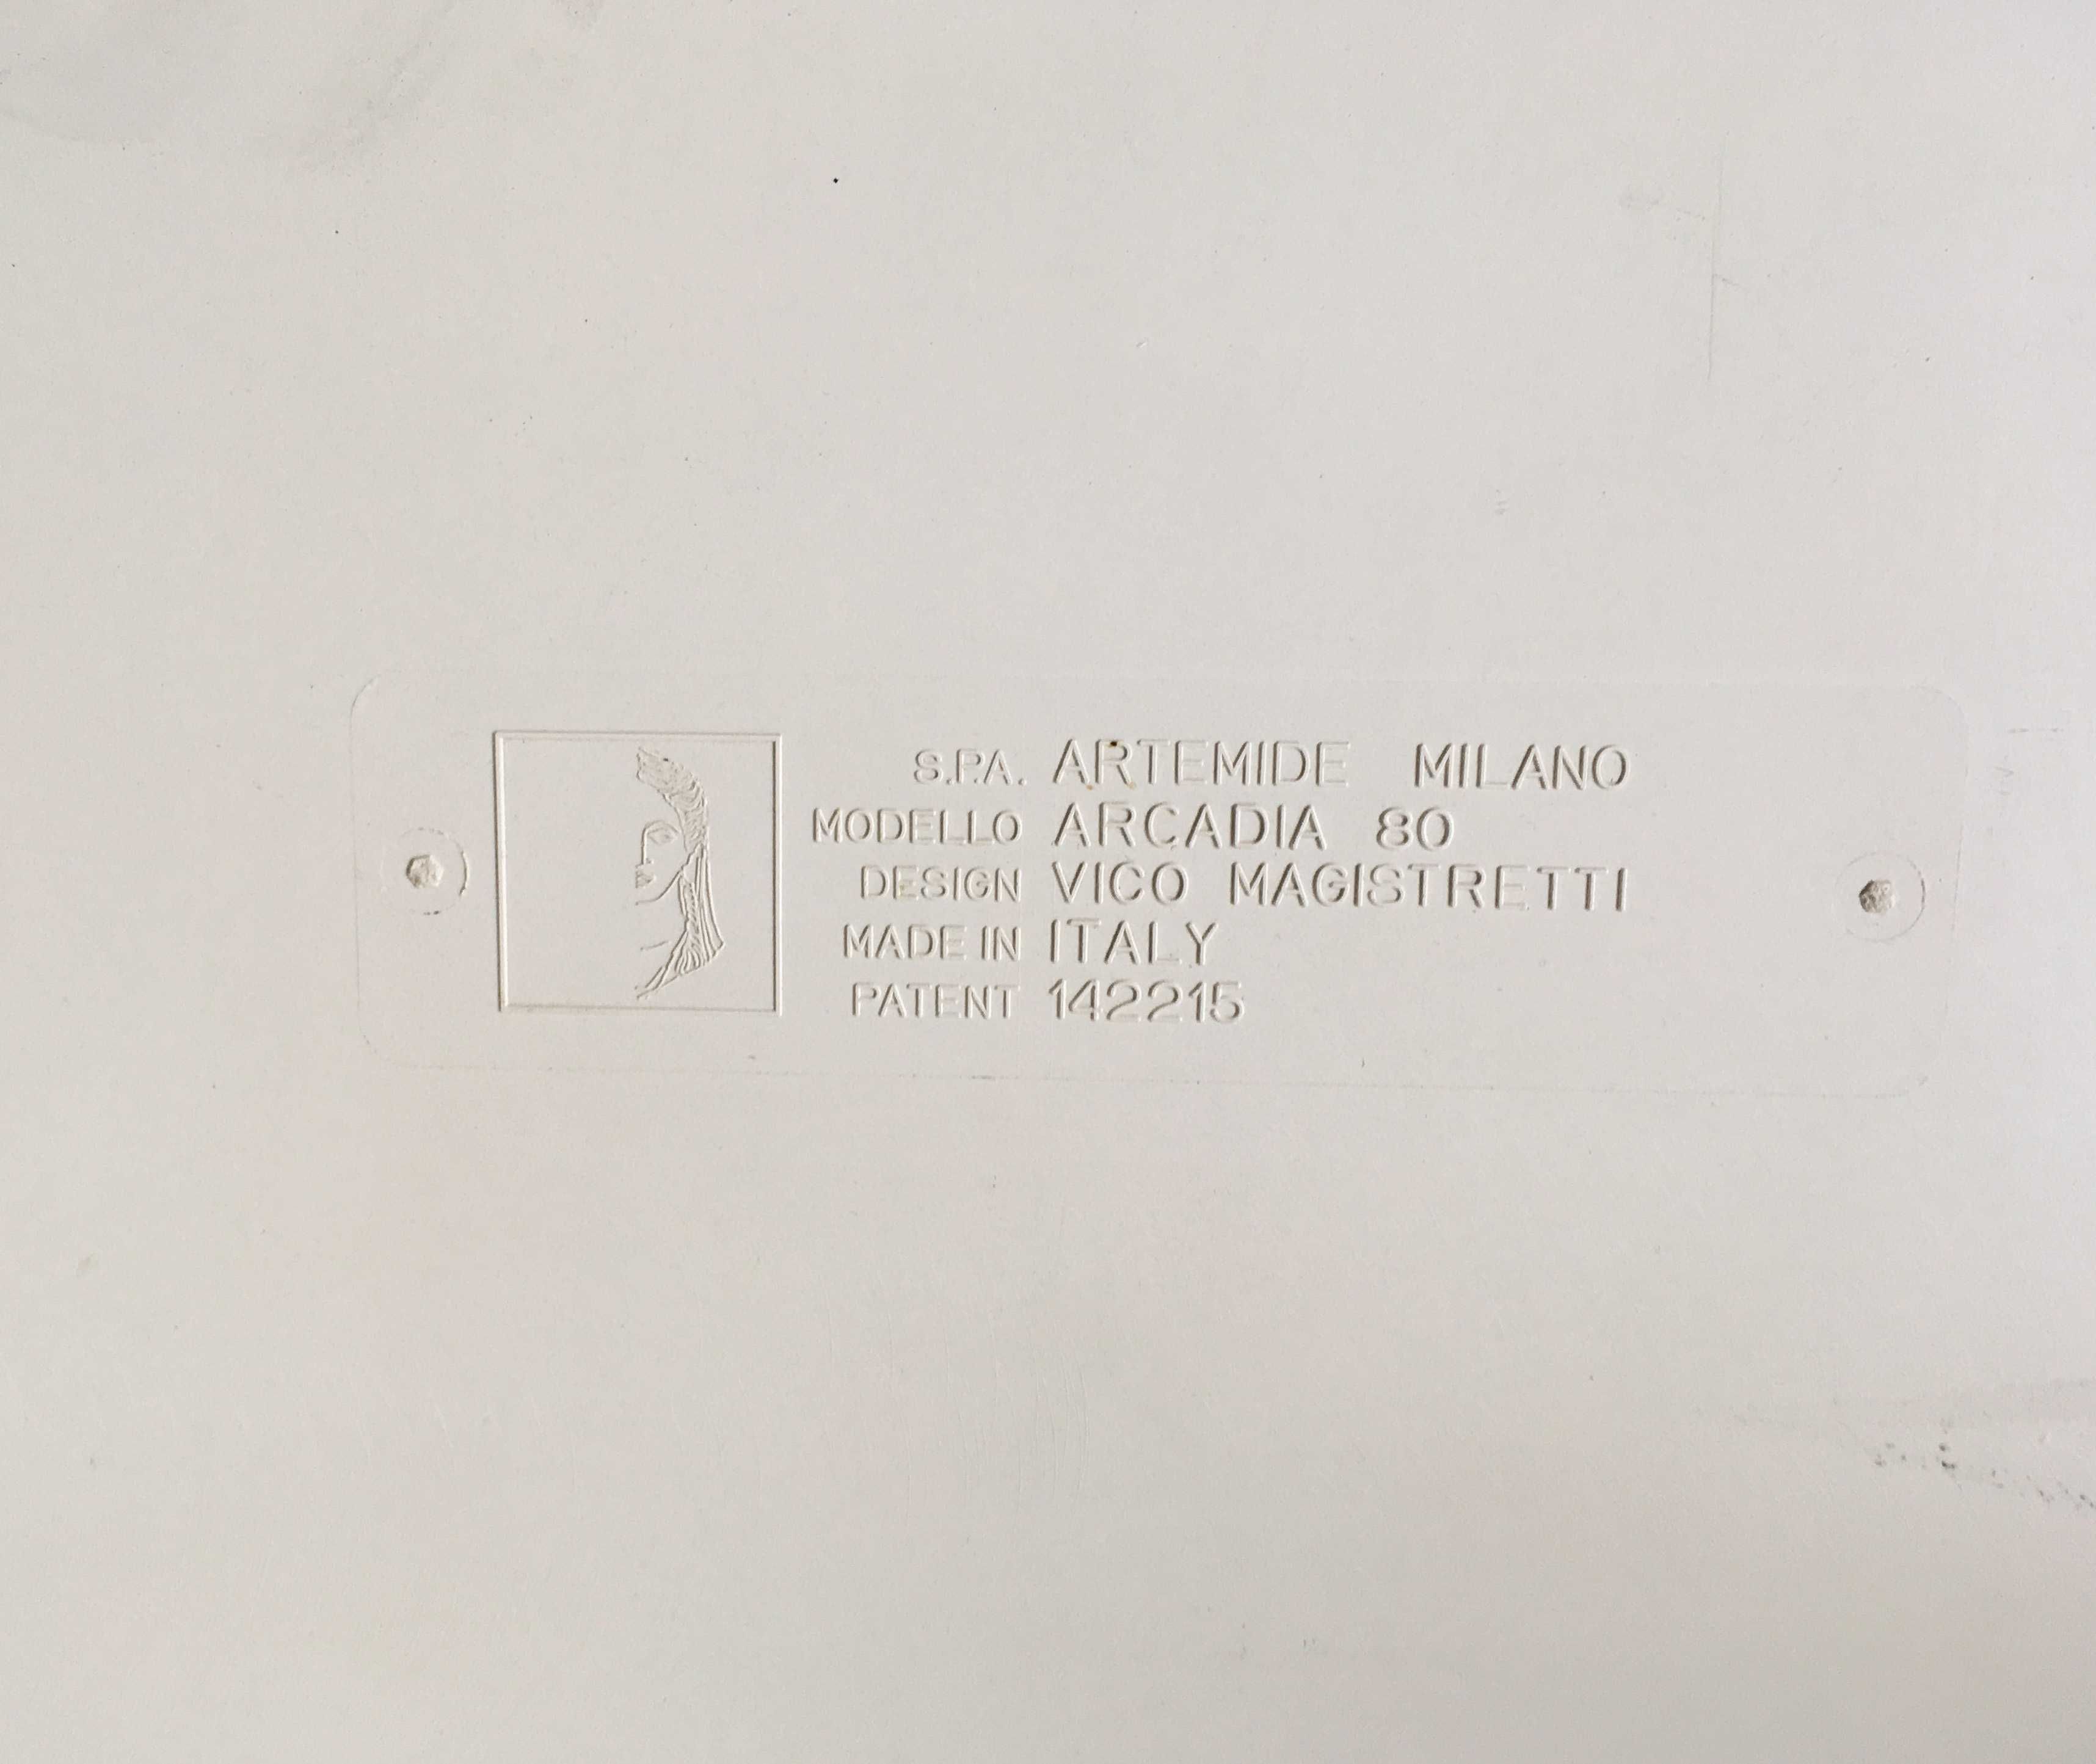 S.P.A. ARTEMIDE MILANO
MODELLO ARCADIA 80
DESIGN VICO MAGISTRETTI
MADE IN ITALY
PATENT 142215